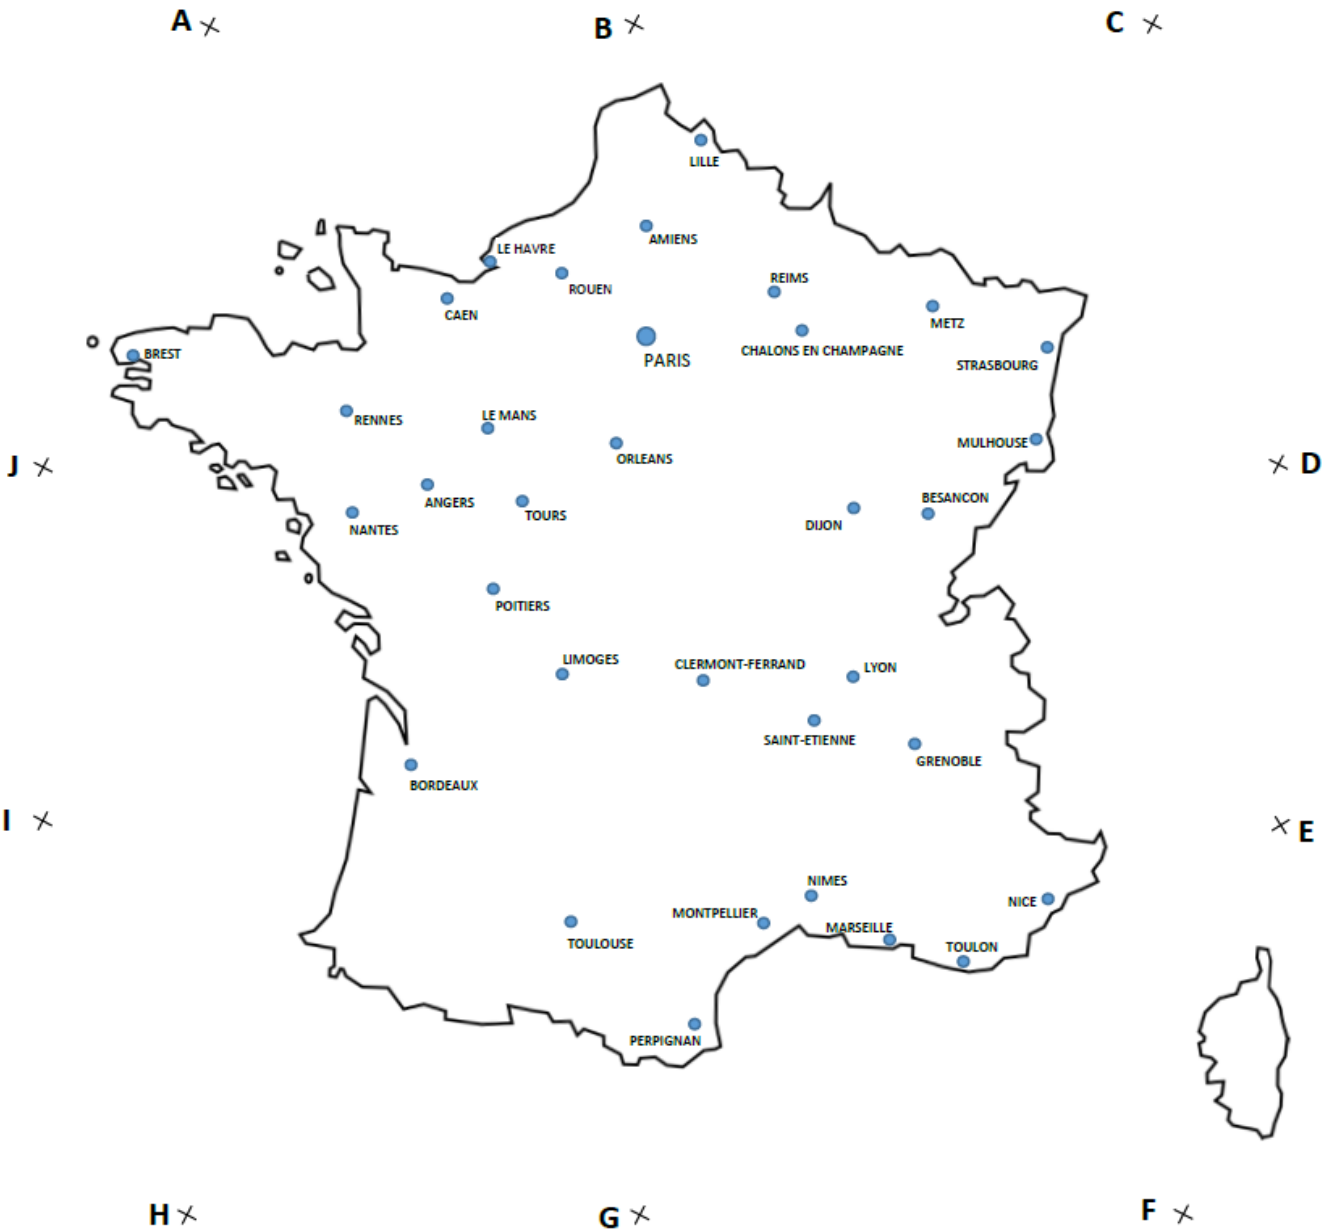 A
B
C
LILLE
AMIENS
LE HAVRE
REIMS
ROUEN
CAEN
METZ
CHALONS EN CHAMPAGNE
BREST
PARIS
STRASBOURG
LE MANS
RENNES
MULHOUSE
ORLEANS
J
D
BESANCON
ANGERS
TOURS
DIJON
NANTES
POITIERS
LIMOGES
CLERMONT-FERRAND
LYON
SAINT-ETIENNE
GRENOBLE
BORDEAUX
I
E
NIMES
NICE
MONTPELLIER
MARSEILLE
TOULOUSE
TOULON
PERPIGNAN
H
G
F